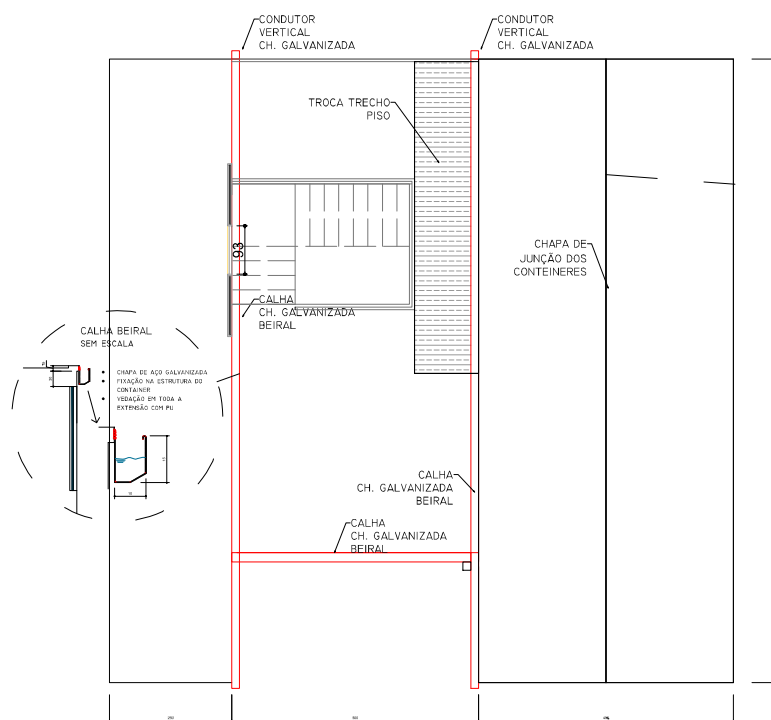 CONDUTOR
VERTICAL
CH. GALVANIZADA
CONDUTOR
VERTICAL
CH. GALVANIZADA
TROCA TRECHO
PISO
93
CHAPA DE
JUNÇÃO DOS
CONTEINERES
CALHA
CH. GALVANIZADA
BEIRAL
CALHA BEIRAL
SEM ESCALA
• CHAPA DE AÇO GALVANIZADA
• FIXAÇÃO NA ESTRUTURA DO
CONTAINER
• VEDAÇÃO EM TODA A
EXTENSÃO COM PU
CALHA
CH. GALVANIZADA
BEIRAL
CALHA
CH. GALVANIZADA
BEIRAL